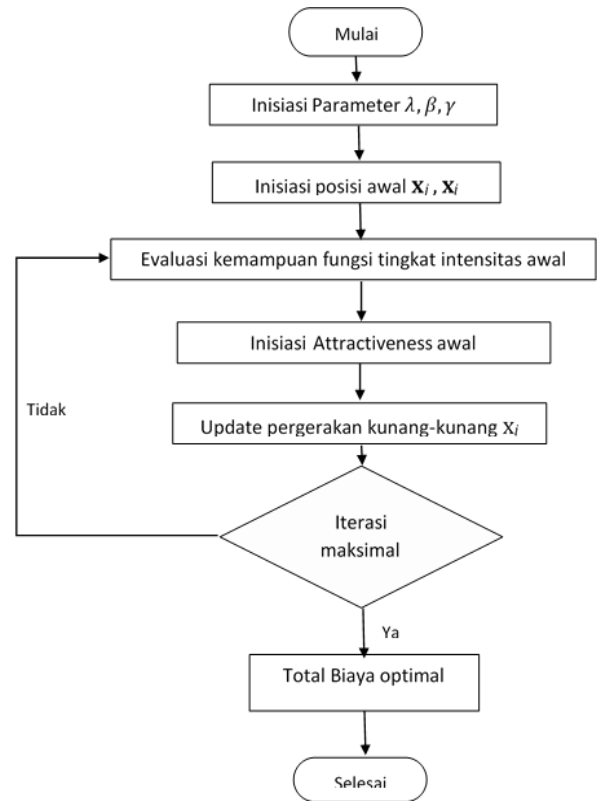 Mulai
Inisiasi Parameter λ, β, γ
Inisiasi posisi awal xᵢ , xᵢ
Evaluasi kemampuan fungsi tingkat intensitas awal
Inisiasi Attractiveness awal
Tidak
Update pergerakan kunang-kunang xᵢ
Iterasi
maksimal
Ya
Total Biaya optimal
Selesai